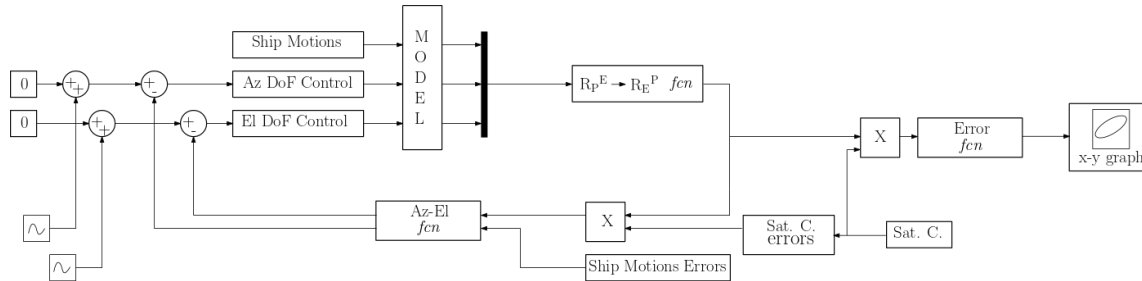 Ship Motions
M
O
D
E
L
0
+
+
+
-
Az DoF Control
R_P^E → R_E^P fcn
0
+
+
+
-
El DoF Control
X
Error
fcn
x-y graph
Az-El
fcn
X
Sat. C.
errors
Sat. C.
Ship Motions Errors